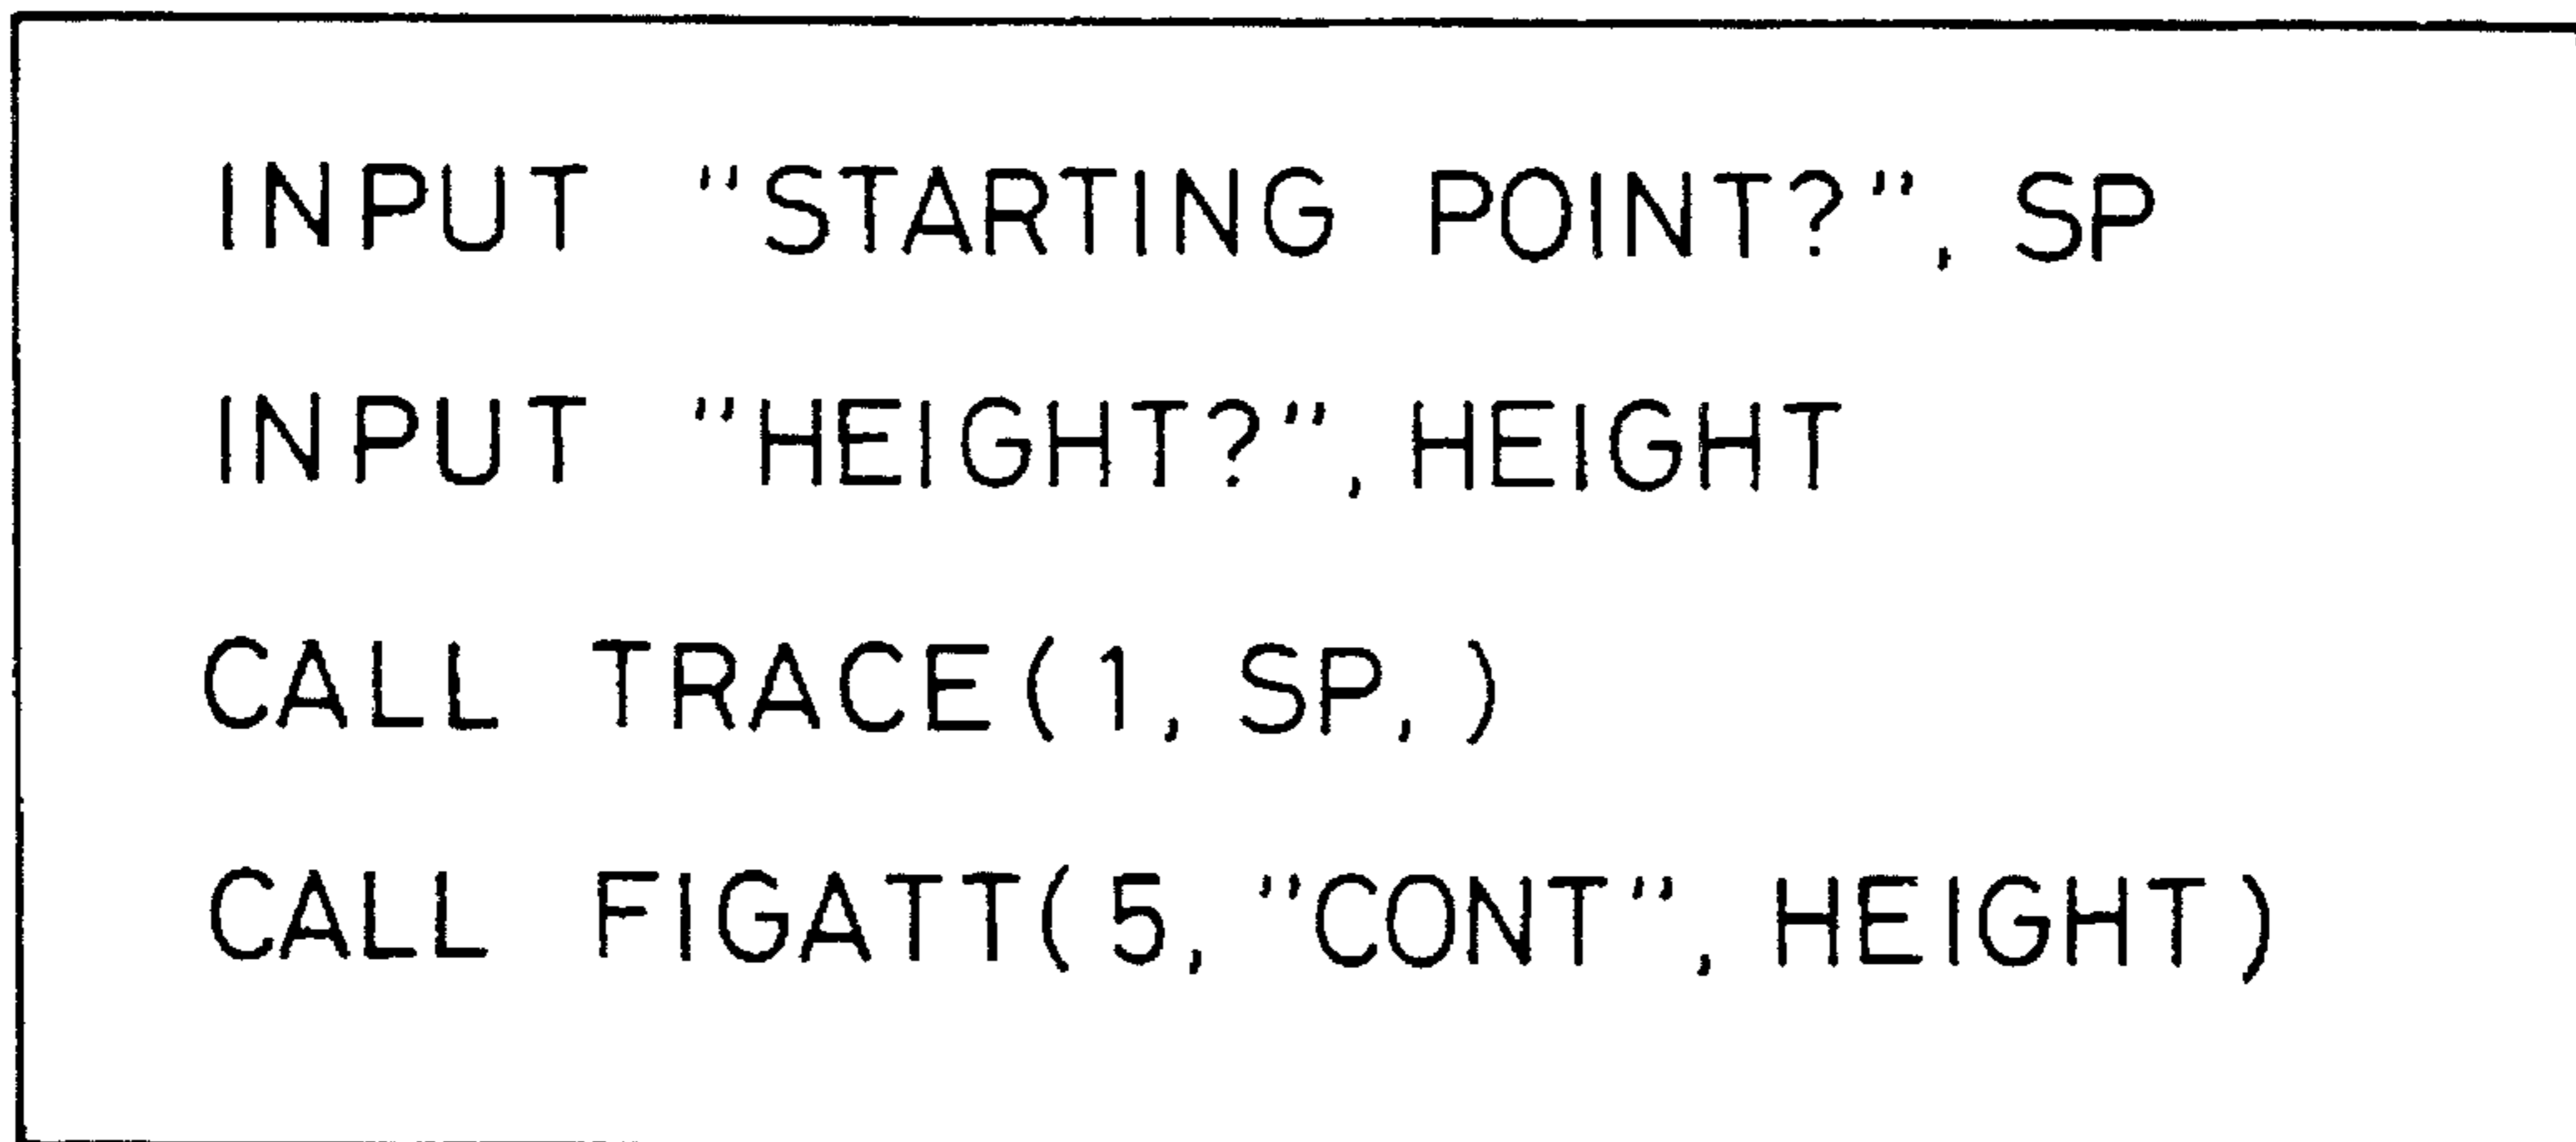 INPUT "STARTING POINT?", SP
INPUT "HEIGHT?", HEIGHT
CALL TRACE(1, SP, )
CALL FIGATT(5, "CONT", HEIGHT)